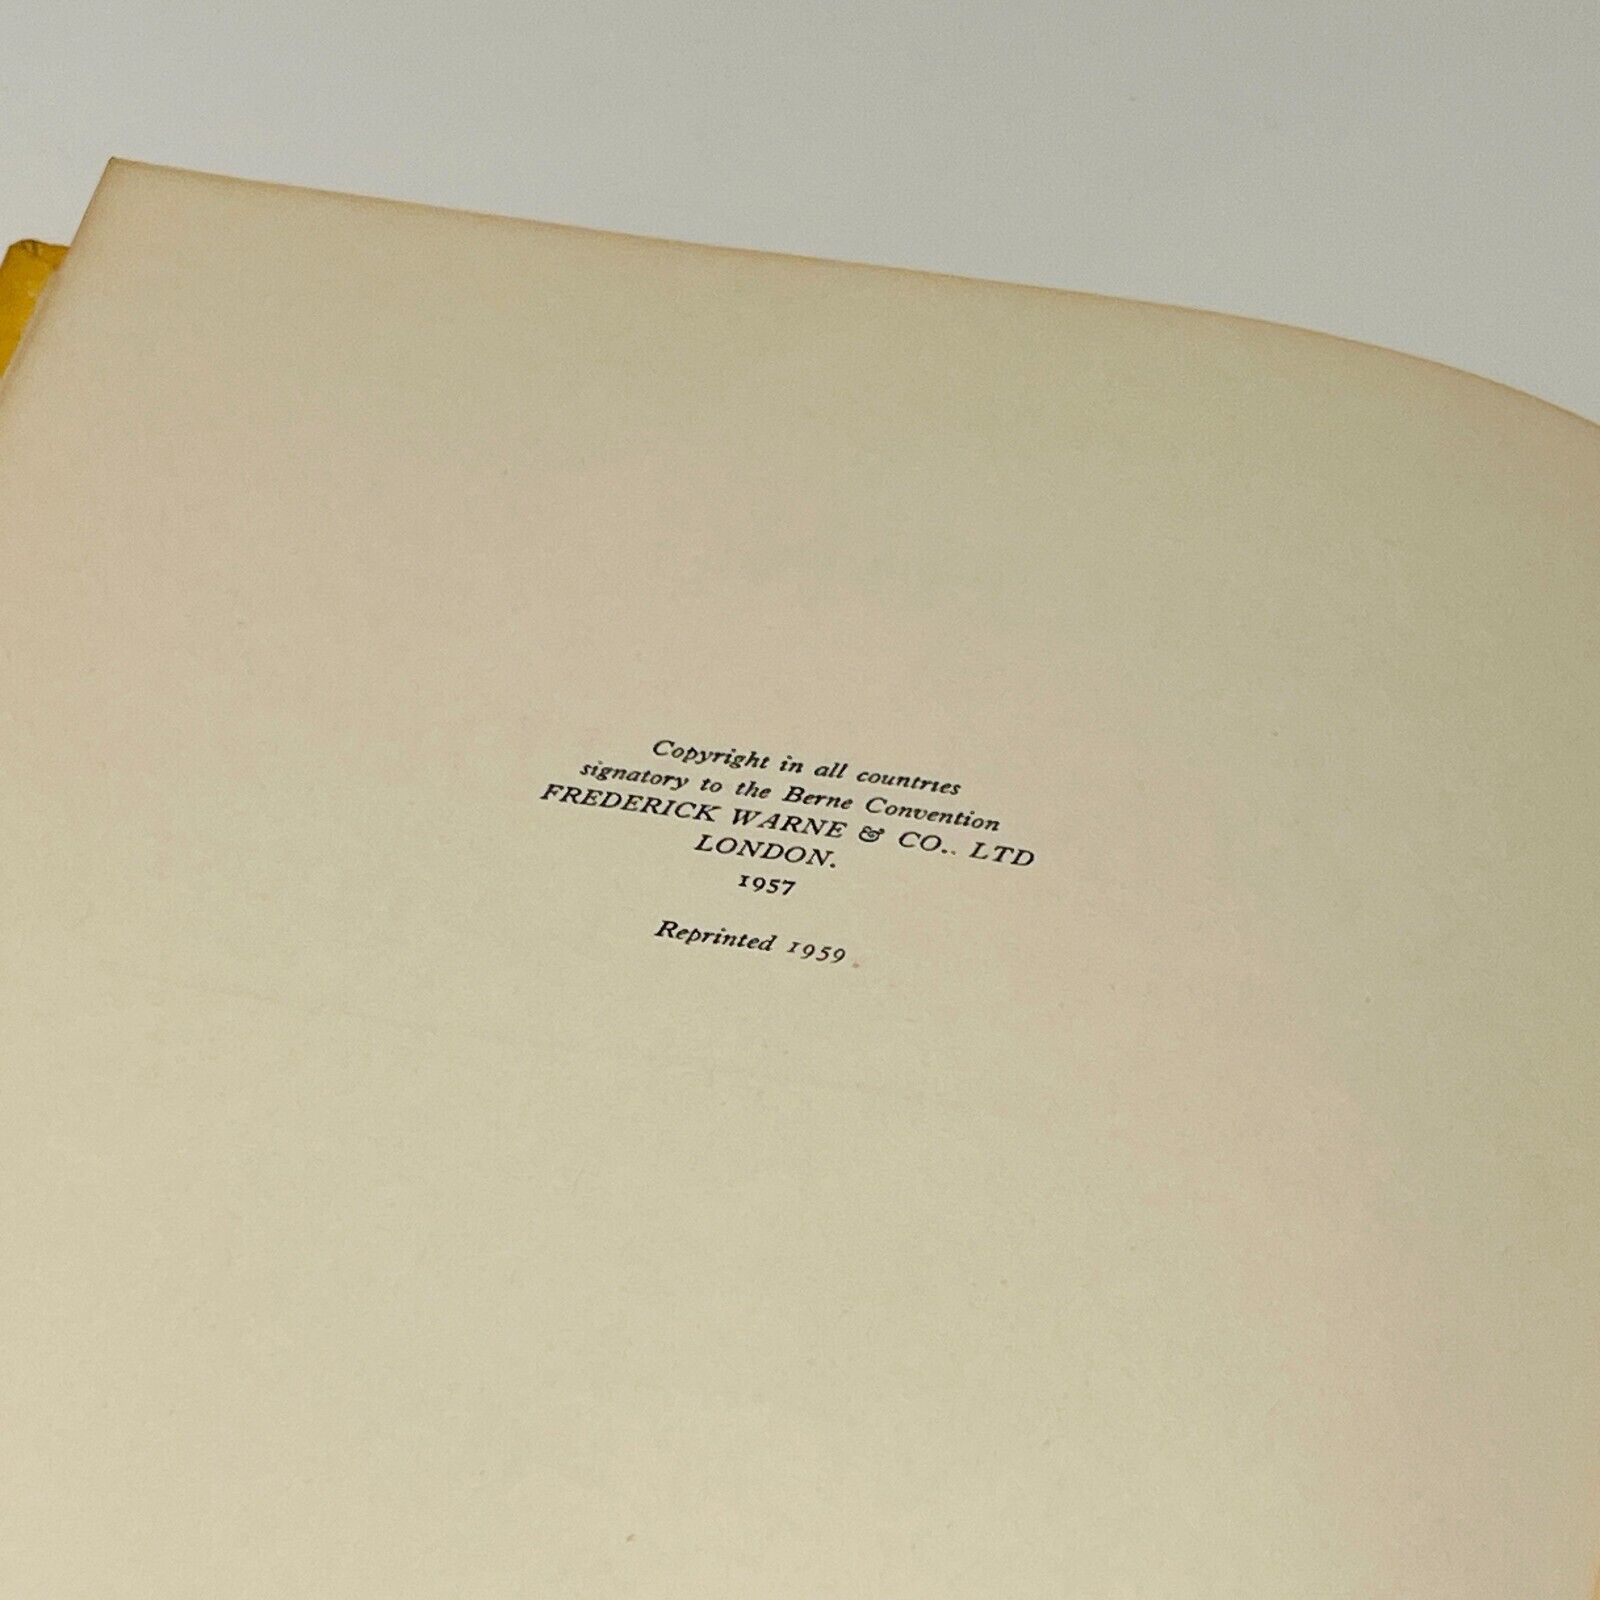 Copyright in all countries
signatory to the Berne Convention
FREDERICK WARNE & CO.. LTD
LONDON.
1957
Reprinted 1959